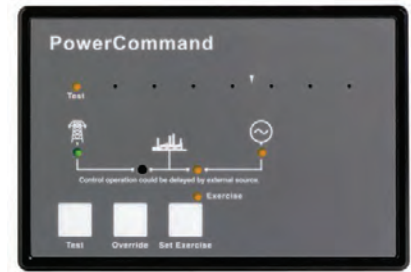 PowerCommand
Test
Control operation could be delayed by external source.
Exercise
Test Override Set Exercise